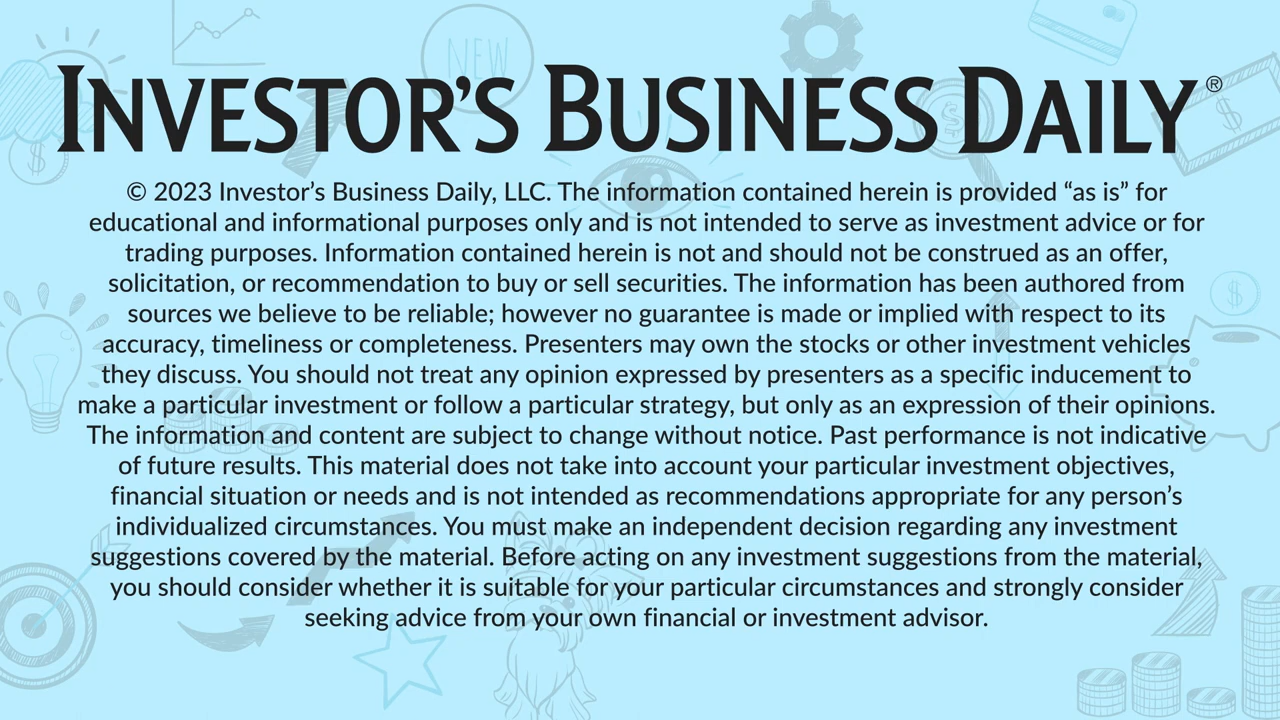 INVESTOR'S BUSINESS DAILY®
NEW
© 2023 Investor’s Business Daily, LLC. The information contained herein is provided “as is” for
educational and informational purposes only and is not intended to serve as investment advice or for
trading purposes. Information contained herein is not and should not be construed as an offer,
solicitation, or recommendation to buy or sell securities. The information has been authored from
sources we believe to be reliable; however no guarantee is made or implied with respect to its
accuracy, timeliness or completeness. Presenters may own the stocks or other investment vehicles
they discuss. You should not treat any opinion expressed by presenters as a specific inducement to
make a particular investment or follow a particular strategy, but only as an expression of their opinions.
The information and content are subject to change without notice. Past performance is not indicative
of future results. This material does not take into account your particular investment objectives,
financial situation or needs and is not intended as recommendations appropriate for any person’s
individualized circumstances. You must make an independent decision regarding any investment
suggestions covered by the material. Before acting on any investment suggestions from the material,
you should consider whether it is suitable for your particular circumstances and strongly consider
seeking advice from your own financial or investment advisor.